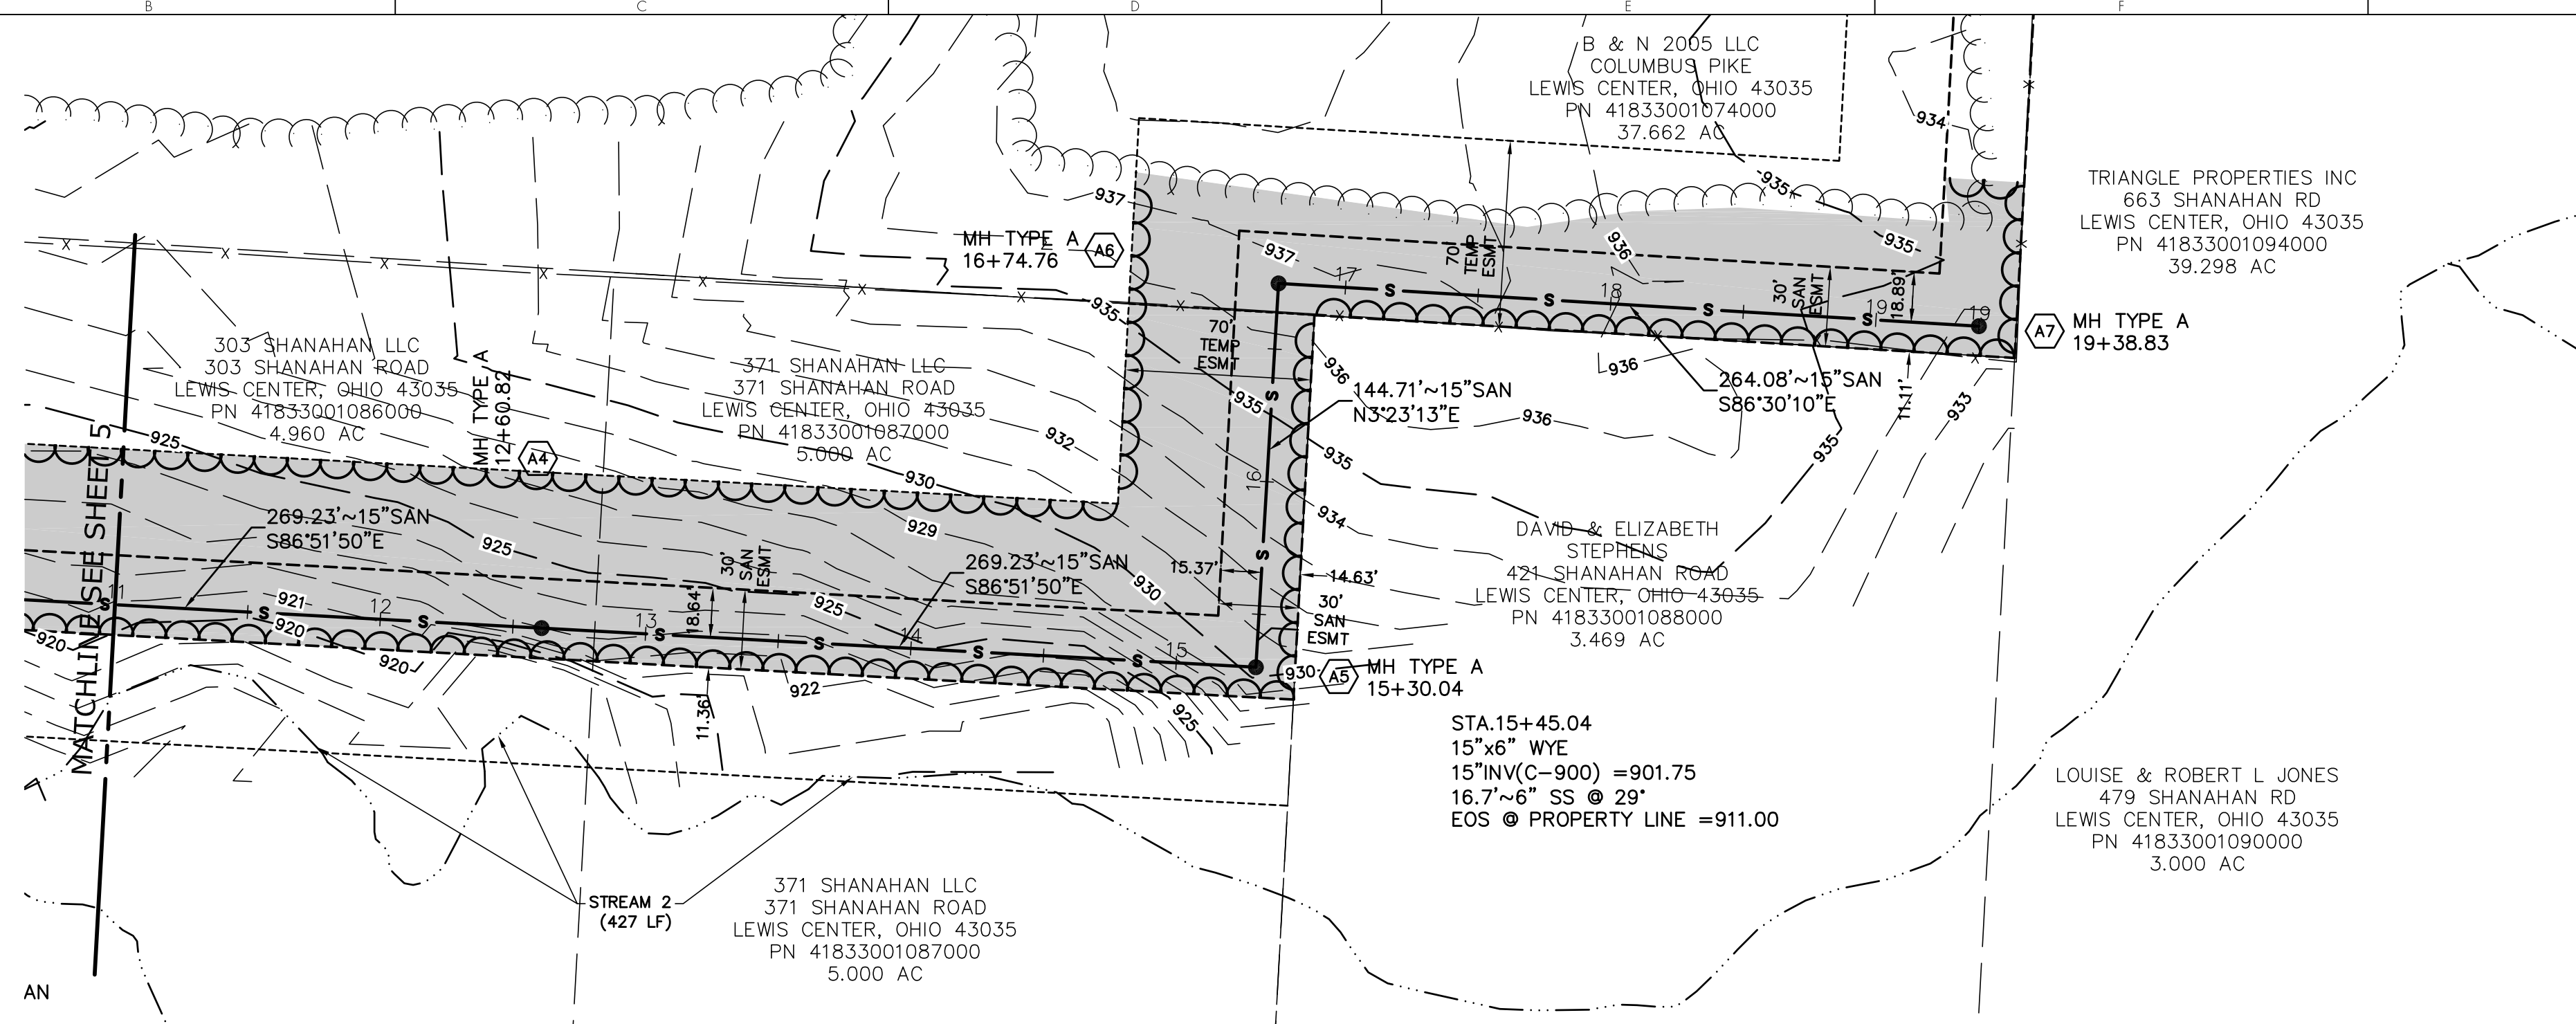 B
C
D
E
F
B & N 2005 LLC
COLUMBUS PIKE
LEWIS CENTER, OHIO 43035
PN 41833001074000
37.662 AC
934
TRIANGLE PROPERTIES INC
663 SHANAHAN RD
LEWIS CENTER, OHIO 43035
PN 41833001094000
39.298 AC
937
935
MH TYPE A
16+74.76
A6
937
17
70'
TEMP
ESMT
936
18
30'
SAN
ESMT
18.89'
935
19
19
A7
MH TYPE A
19+38.83
303 SHANAHAN LLC
303 SHANAHAN ROAD
LEWIS CENTER, OHIO 43035
PN 41833001086000
4.960 AC
MH TYPE A
12+60.82
A4
371 SHANAHAN LLC
371 SHANAHAN ROAD
LEWIS CENTER, OHIO 43035
PN 41833001087000
5.000 AC
935
70'
TEMP
ESMT
936
936
935
144.71'~15"SAN
N3°23'13"E
264.08'~15"SAN
S86°30'10"E
11.11'
933
936
935
932
935
925
930
16
934
929
MATCHLINE SEE SHEET 5
269.23'~15"SAN
S86°51'50"E
925
30'
SAN
ESMT
269.23'~15"SAN
S86°51'50"E
930
15.37'
14.63'
30'
SAN
ESMT
DAVID & ELIZABETH
STEPHENS
421 SHANAHAN ROAD
LEWIS CENTER, OHIO 43035
PN 41833001088000
3.469 AC
11
921
12
920
13
18.64'
925
14
15
920
920
922
930
A5
MH TYPE A
15+30.04
11.36'
925
STA.15+45.04
15"x6" WYE
15"INV(C-900) =901.75
16.7'~6" SS @ 29°
EOS @ PROPERTY LINE =911.00
LOUISE & ROBERT L JONES
479 SHANAHAN RD
LEWIS CENTER, OHIO 43035
PN 41833001090000
3.000 AC
STREAM 2
(427 LF)
371 SHANAHAN LLC
371 SHANAHAN ROAD
LEWIS CENTER, OHIO 43035
PN 41833001087000
5.000 AC
AN